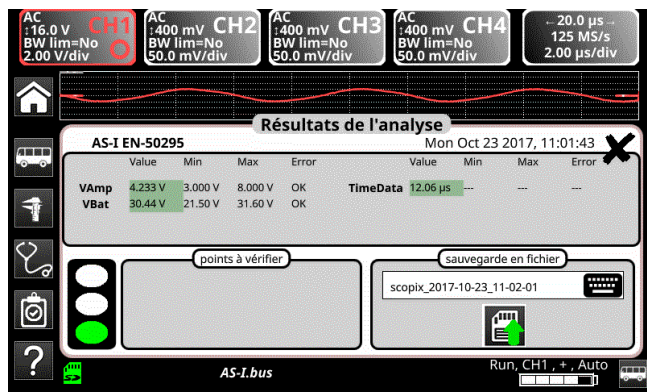 AC
↕16.0 V CH1
BW lim=No
2.00 V/div
AC
↕400 mV CH2
BW lim=No
50.0 mV/div
AC
↕400 mV CH3
BW lim=No
50.0 mV/div
AC
↕400 mV CH4
BW lim=No
50.0 mV/div
←20.0 µs→
125 MS/s
2.00 µs/div
Résultats de l'analyse
AS-I EN-50295 Mon Oct 23 2017, 11:01:43
Value Min Max Error Value Min Max Error
VAmp 4.233 V 3.000 V 8.000 V OK TimeData 12.06 µs --- --- ---
VBat 30.44 V 21.50 V 31.60 V OK
points à vérifier
sauvegarde en fichier
scopix_2017-10-23_11-02-01
?
AS-I.bus
Run, CH1 , + , Auto